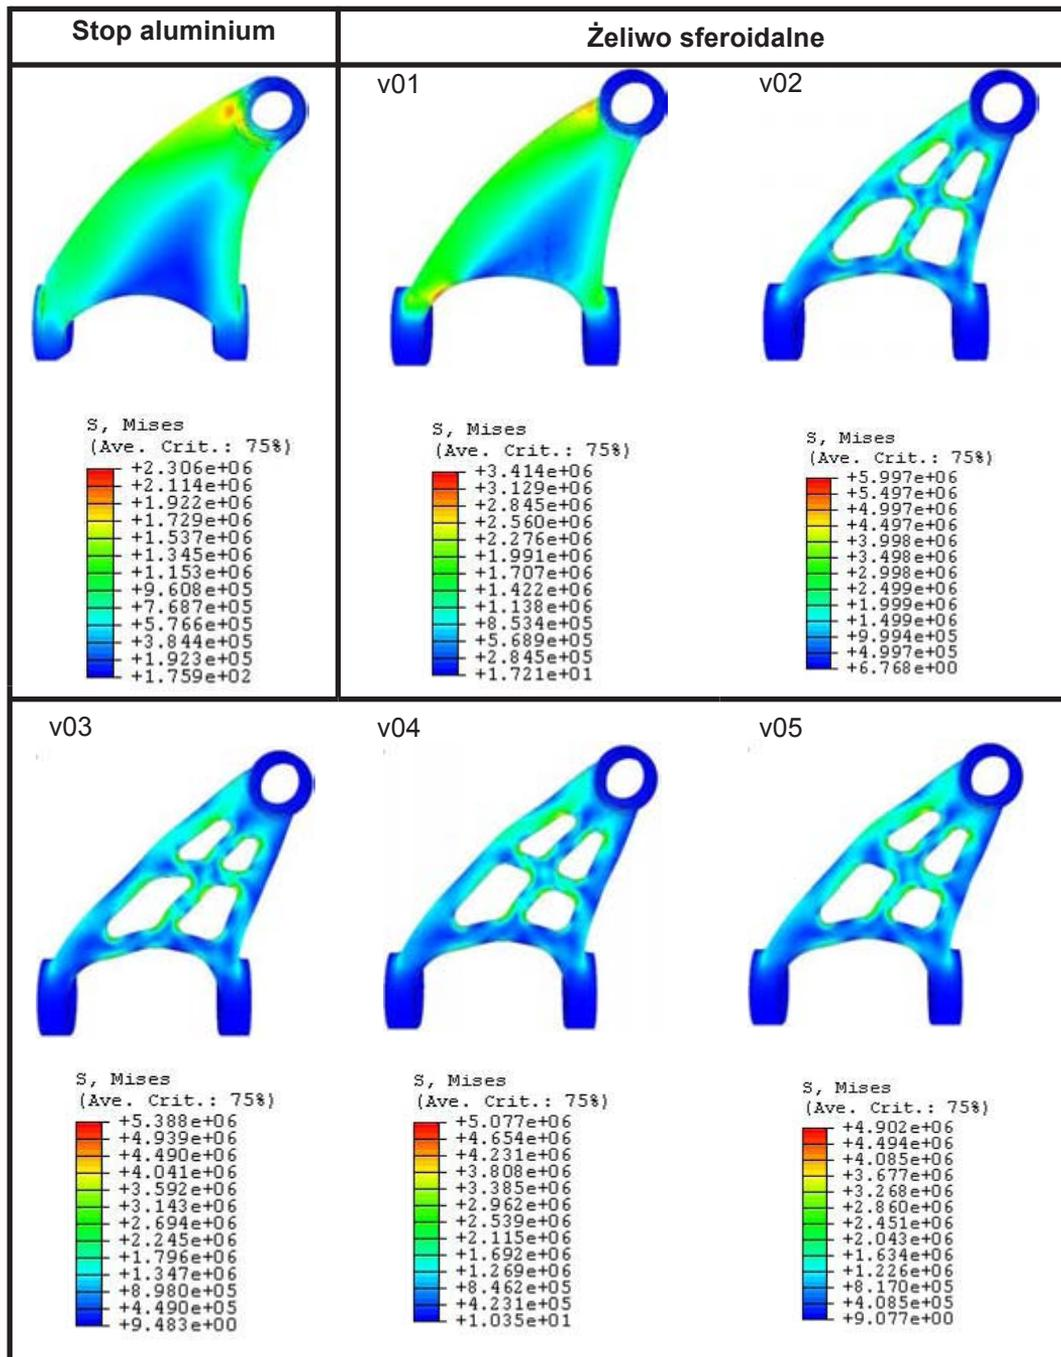 Stop aluminium
Żeliwo sferoidalne
v01
v02
S, Mises
(Ave. Crit.: 75%)
+2.306e+06
+2.114e+06
+1.922e+06
+1.729e+06
+1.537e+06
+1.345e+06
+1.153e+06
+9.608e+05
+7.687e+05
+5.766e+05
+3.844e+05
+1.923e+05
+1.759e+02
S, Mises
(Ave. Crit.: 75%)
+3.414e+06
+3.129e+06
+2.845e+06
+2.560e+06
+2.276e+06
+1.991e+06
+1.707e+06
+1.422e+06
+1.138e+06
+8.534e+05
+5.689e+05
+2.845e+05
+1.721e+01
S, Mises
(Ave. Crit.: 75%)
+5.997e+06
+5.497e+06
+4.997e+06
+4.497e+06
+3.998e+06
+3.498e+06
+2.998e+06
+2.499e+06
+1.999e+06
+1.499e+06
+9.994e+05
+4.997e+05
+6.768e+00
v03
v04
v05
S, Mises
(Ave. Crit.: 75%)
+5.388e+06
+4.939e+06
+4.490e+06
+4.041e+06
+3.592e+06
+3.143e+06
+2.694e+06
+2.245e+06
+1.796e+06
+1.347e+06
+8.980e+05
+4.490e+05
+9.483e+00
S, Mises
(Ave. Crit.: 75%)
+5.077e+06
+4.654e+06
+4.231e+06
+3.808e+06
+3.385e+06
+2.962e+06
+2.539e+06
+2.115e+06
+1.692e+06
+1.269e+06
+8.462e+05
+4.231e+05
+1.035e+01
S, Mises
(Ave. Crit.: 75%)
+4.902e+06
+4.494e+06
+4.085e+06
+3.677e+06
+3.268e+06
+2.860e+06
+2.451e+06
+2.043e+06
+1.634e+06
+1.226e+06
+8.170e+05
+4.085e+05
+9.077e+00